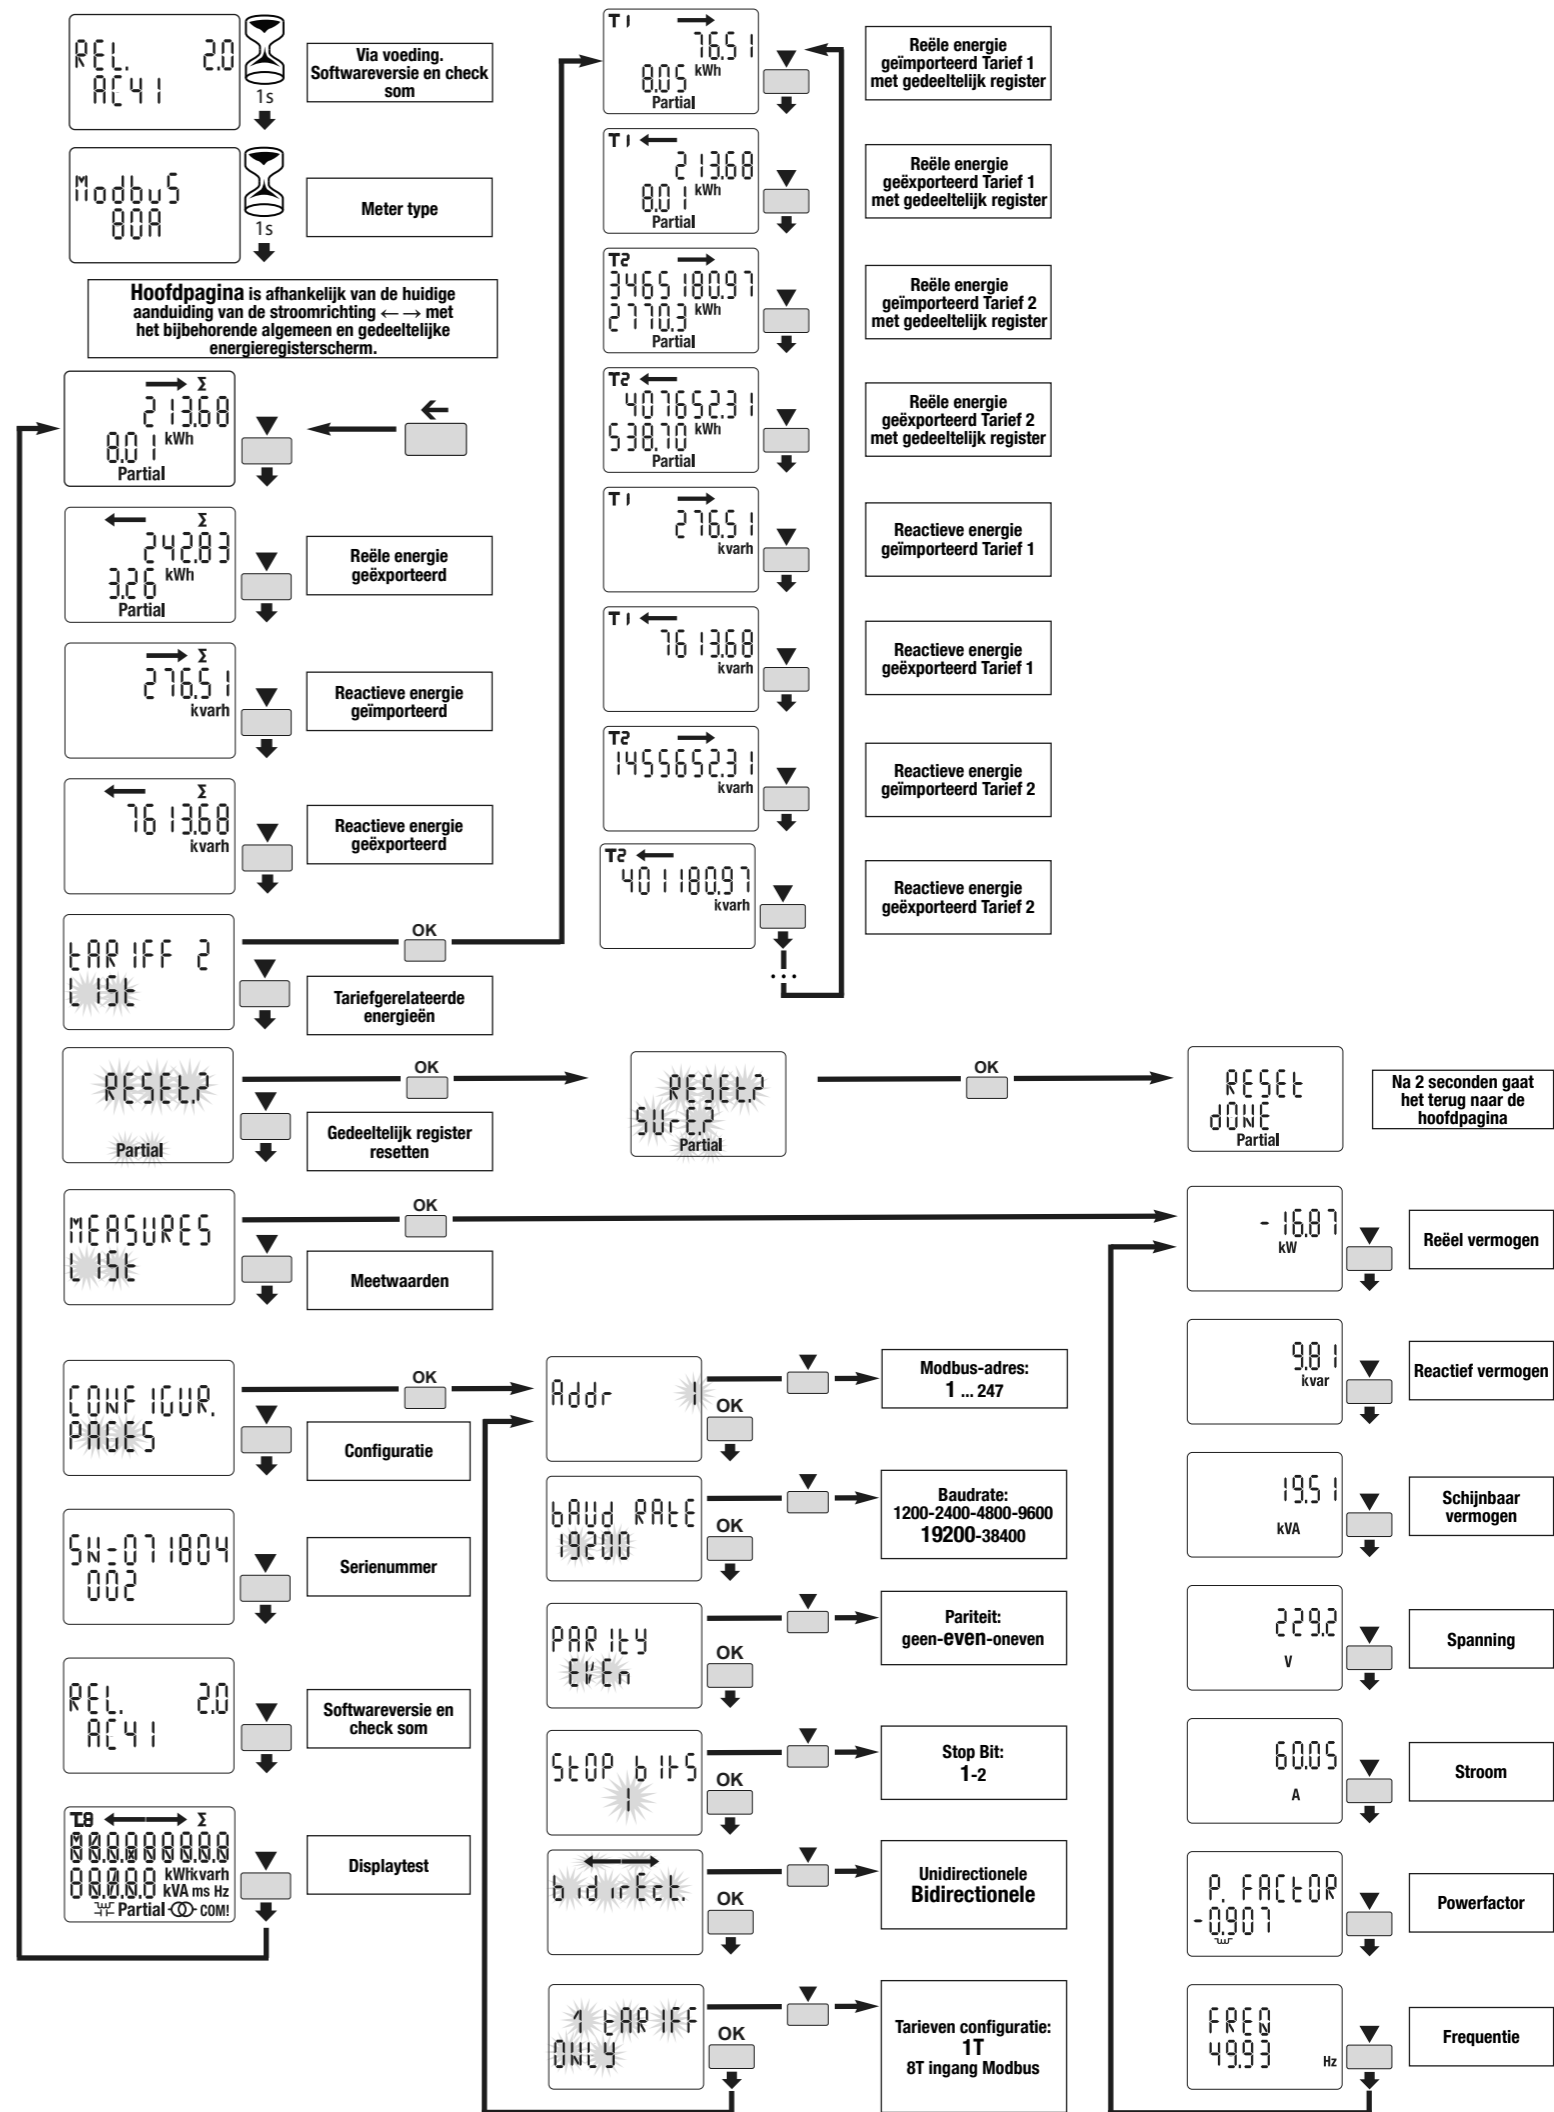 REL. 2.0
AC41
1s
Via voeding.
Softwareversie en check
som
Modbus
80A
1s
Meter type
Hoofdpagina is afhankelijk van de huidige
aanduiding van de stroomrichting ← → met
het bijbehorende algemeen en gedeeltelijke
energieregisterscherm.
→ Σ
213.68
8.01 kWh
Partial
←
← Σ
242.83
3.26 kWh
Partial
Reële energie
geëxporteerd
→ Σ
276.51
kvarh
Reactieve energie
geïmporteerd
← Σ
7613.68
kvarh
Reactieve energie
geëxporteerd
tARIFF 2
LISt
OK
Tariefgerelateerde
energieën
T1 →
76.51
8.05 kWh
Partial
Reële energie
geïmporteerd Tarief 1
met gedeeltelijk register
T1 ←
213.68
8.01 kWh
Partial
Reële energie
geëxporteerd Tarief 1
met gedeeltelijk register
T2 →
3465180.97
2770.3 kWh
Partial
Reële energie
geïmporteerd Tarief 2
met gedeeltelijk register
T2 ←
407652.31
538.70 kWh
Partial
Reële energie
geëxporteerd Tarief 2
met gedeeltelijk register
T1 →
276.51
kvarh
Reactieve energie
geïmporteerd Tarief 1
T1 ←
7613.68
kvarh
Reactieve energie
geëxporteerd Tarief 1
T2 →
1455652.31
kvarh
Reactieve energie
geïmporteerd Tarief 2
T2 ←
401180.97
kvarh
Reactieve energie
geëxporteerd Tarief 2
...
RESEt.?
Partial
OK
Gedeeltelijk register
resetten
RESEt.?
SUrE.?
Partial
OK
RESEt
dONE
Partial
Na 2 seconden gaat
het terug naar de
hoofdpagina
MEASURES
LISt
OK
Meetwaarden
CONFIGUR.
PAGES
OK
Configuratie
SN=071804
002
Serienummer
REL. 2.0
AC41
Softwareversie en
check som
T.8 ← → Σ
kWhkvarh
kVA ms Hz
Partial COM!
Displaytest
Addr 1
OK
Modbus-adres:
1 ... 247
bAUd RAtE
19200
OK
Baudrate:
1200-2400-4800-9600
19200-38400
PARItY
EVEn
OK
Pariteit:
geen-even-oneven
StOP bItS
1
OK
Stop Bit:
1-2
bidirEct.
OK
Unidirectionele
Bidirectionele
1 tARIFF
ONLY
OK
Tarieven configuratie:
1T
8T ingang Modbus
-16.87
kW
Reëel vermogen
9.81
kvar
Reactief vermogen
19.51
kVA
Schijnbaar
vermogen
229.2
V
Spanning
60.05
A
Stroom
P. FACtOR
-0.907
Powerfactor
FREQ
49.93 Hz
Frequentie